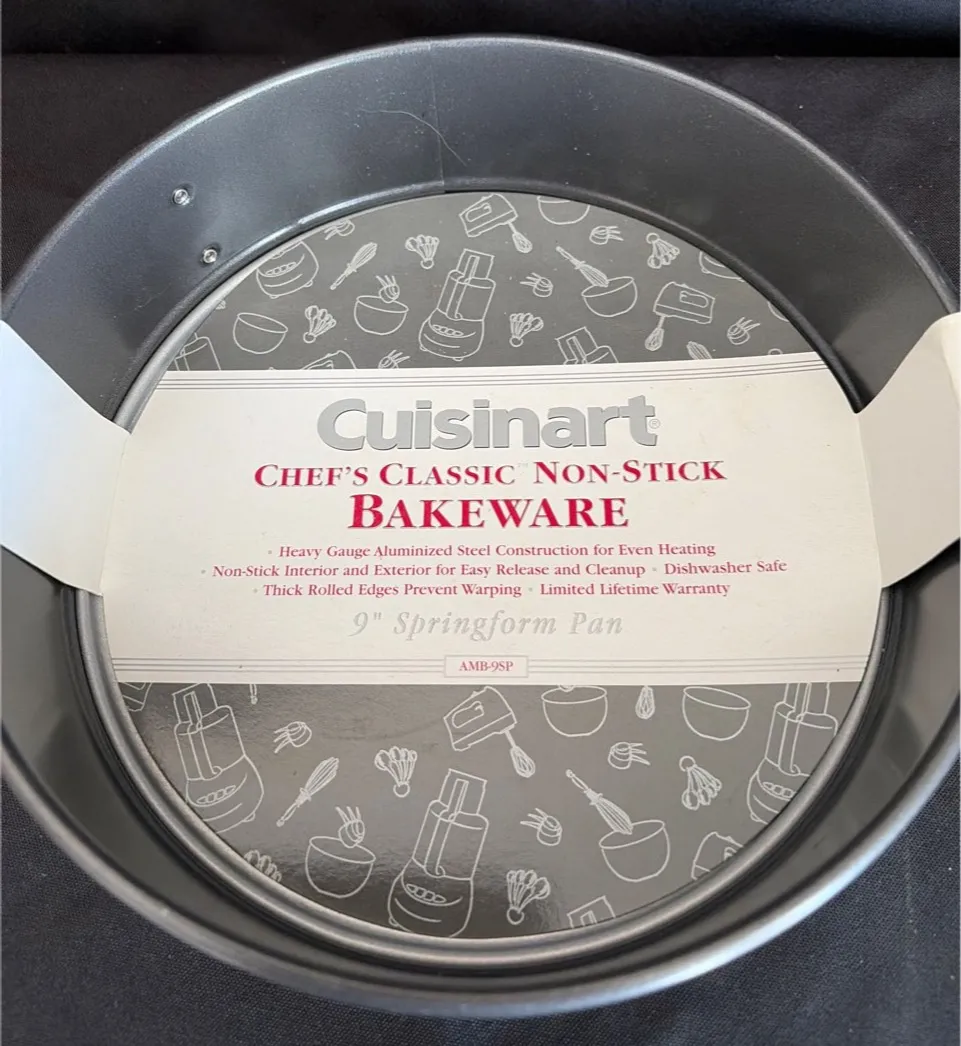 Cuisinart®
CHEF'S CLASSIC™ NON-STICK
BAKEWARE
• Heavy Gauge Aluminized Steel Construction for Even Heating
• Non-Stick Interior and Exterior for Easy Release and Cleanup • Dishwasher Safe
• Thick Rolled Edges Prevent Warping • Limited Lifetime Warranty
9" Springform Pan
AMB-9SP